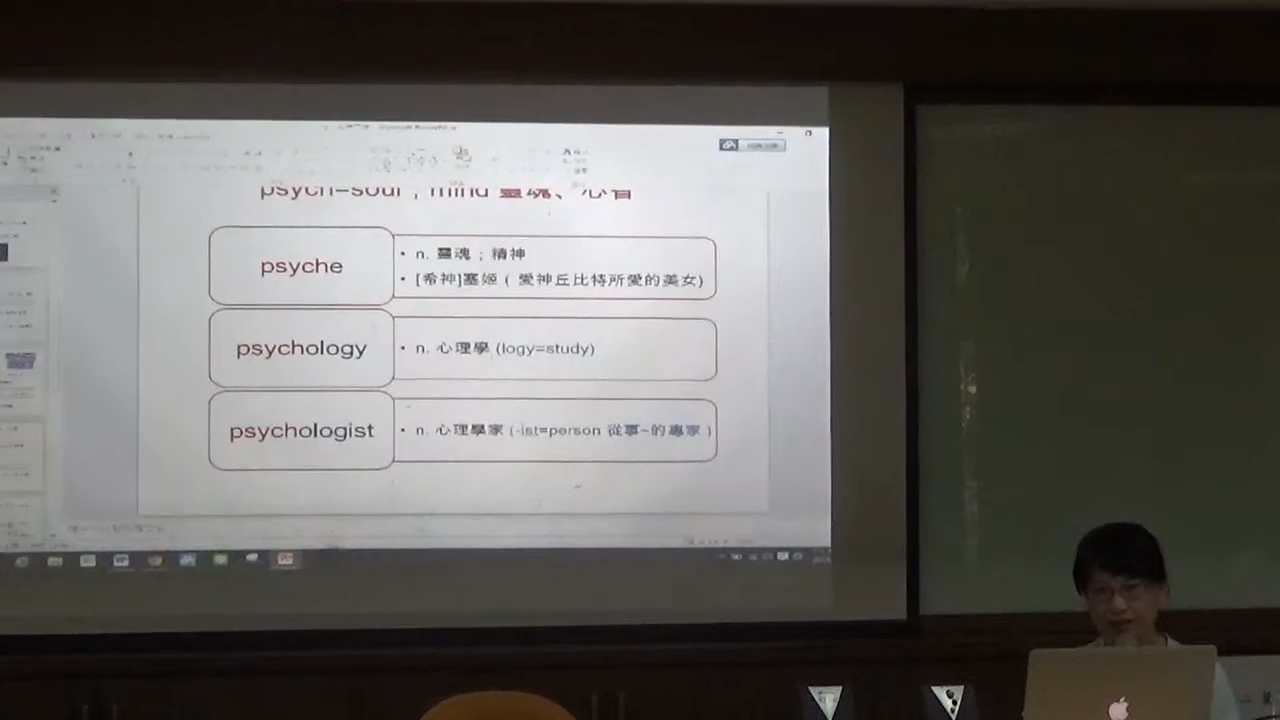 psych=soul , mind 靈魂、心智
psyche
• n. 靈魂 ; 精神
• [希神]塞姬 ( 愛神丘比特所愛的美女)
psychology
• n. 心理學 (logy=study)
psychologist
• n. 心理學家 (-ist=person 從事~的專家 )